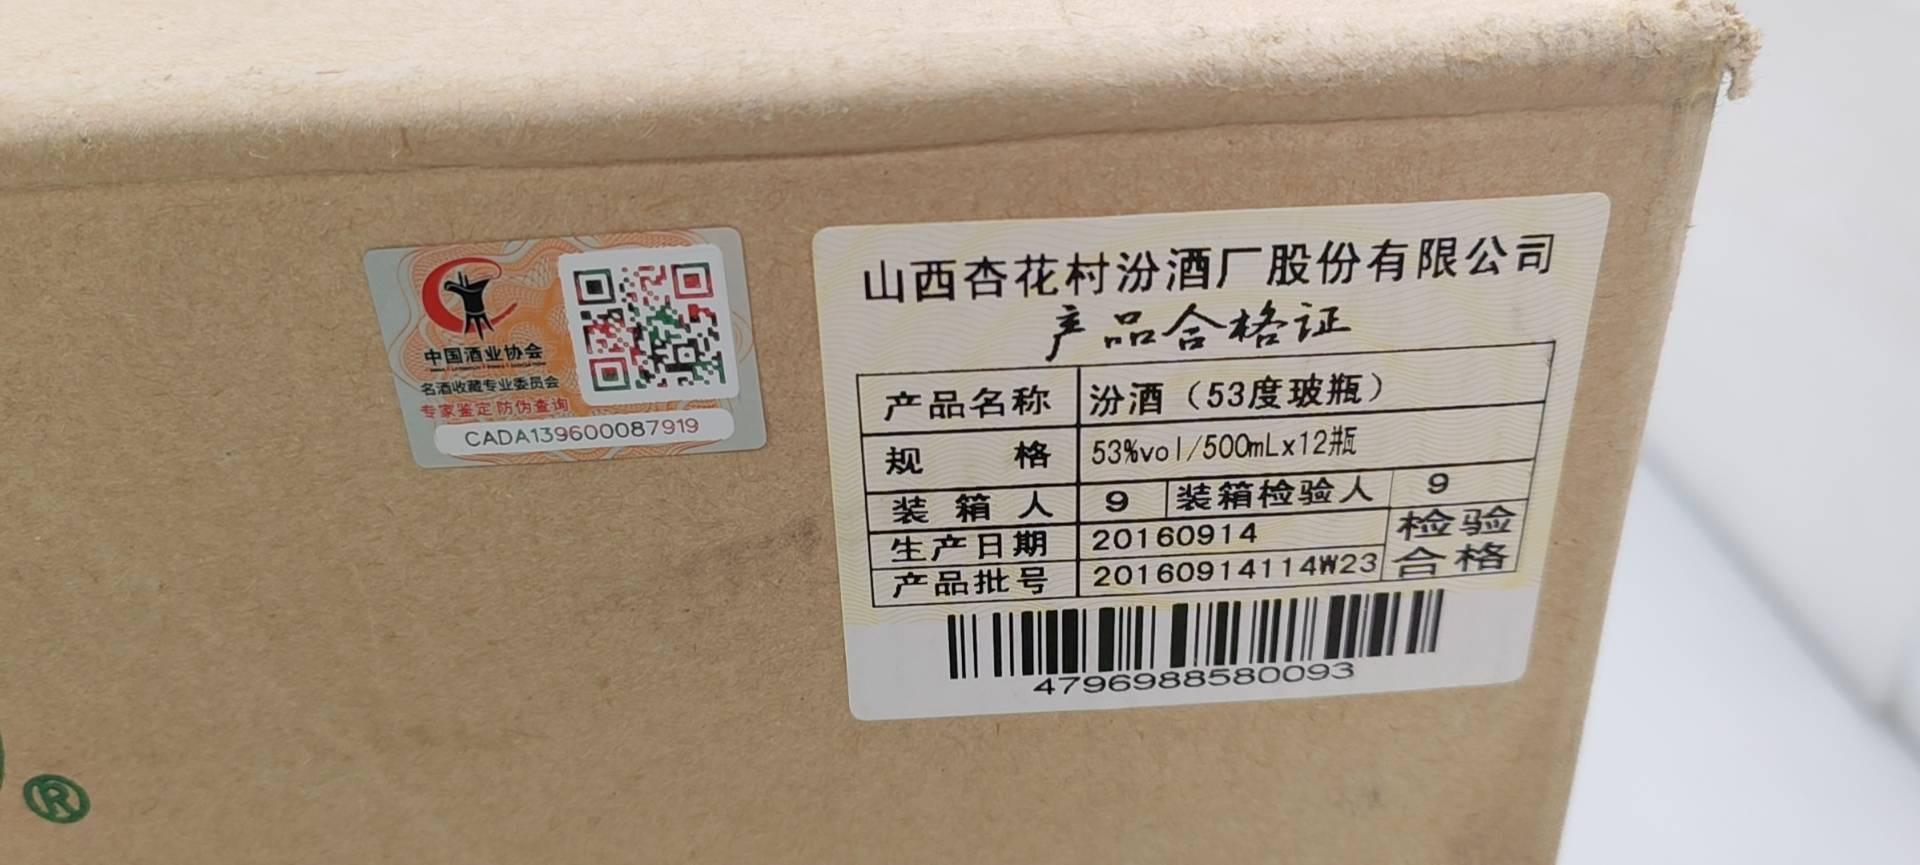 中国酒业协会
名酒收藏专业委员会
专家鉴定 防伪查询
CADA139600087919
山西杏花村汾酒厂股份有限公司
产品合格证
产品名称 汾酒（53度玻瓶）
规 格 53%vol/500mLx12瓶
装箱人 9 装箱检验人 9
生产日期 20160914 检验
产品批号 20160914114W23 合格
4796988580093
®